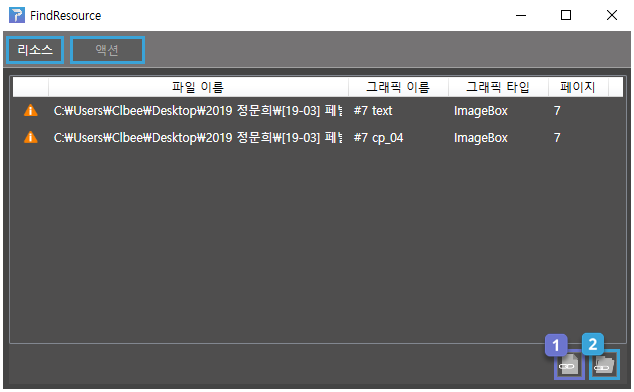 FindResource
리소스 액션
파일 이름 그래픽 이름 그래픽 타입 페이지
C:₩Users₩Clbee₩Desktop₩2019 정문희₩[19-03] #7 text ImageBox 7
C:₩Users₩Clbee₩Desktop₩2019 정문희₩[19-03] #7 cp_04 ImageBox 7
1 2